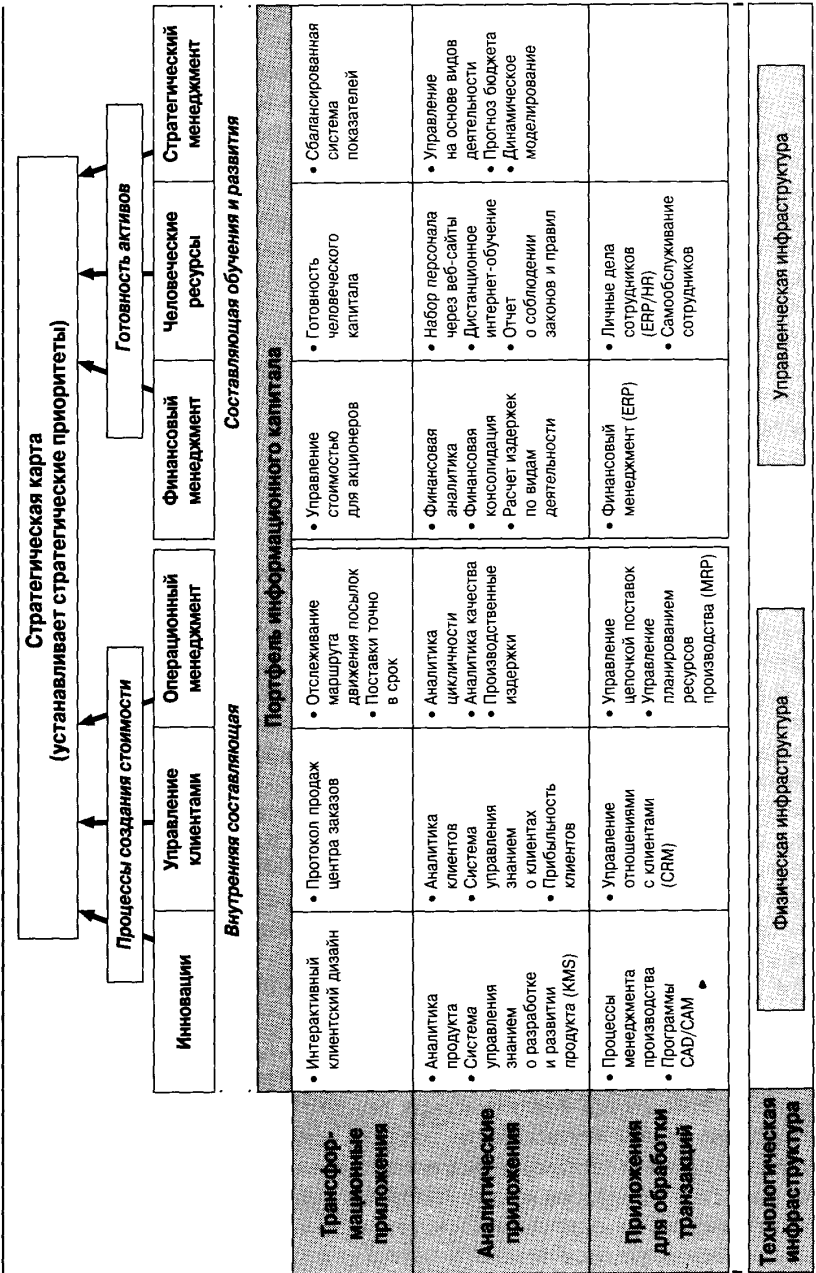 Стратегическая карта
(устанавливает стратегические приоритеты)
Процессы создания стоимости
Готовность активов
Инновации
Управление
клиентами
Операционный
менеджмент
Финансовый
менеджмент
Человеческие
ресурсы
Стратегический
менеджмент
Внутренняя составляющая
Составляющая обучения и развития
Портфель информационного капитала
Трансфор-
мационные
приложения
• Интерактивный
клиентский дизайн
• Протокол продаж
центра заказов
• Отслеживание
маршрута
движения посылок
• Поставки точно
в срок
• Управление
стоимостью
для акционеров
• Готовность
человеческого
капитала
• Сбалансированная
система
показателей
Аналитические
приложения
• Аналитика
продукта
• Система
управления
знанием
о разработке
и развитии
продукта (KMS)
• Аналитика
клиентов
• Система
управления
знанием
о клиентах
• Прибыльность
клиентов
• Аналитика
цикличности
• Аналитика качества
• Производственные
издержки
• Финансовая
аналитика
• Финансовая
консолидация
• Расчет издержек
по видам
деятельности
• Набор персонала
через веб-сайты
• Дистанционное
интернет-обучение
• Отчет
о соблюдении
законов и правил
• Управление
на основе видов
деятельности
• Прогноз бюджета
• Динамическое
моделирование
Приложения
для обработки
транзакций
• Процессы
менеджмента
производства
• Программы
CAD/CAM
• Управление
отношениями
с клиентами
(CRM)
• Управление
цепочкой поставок
• Управление
планированием
ресурсов
производства (MRP)
• Финансовый
менеджмент (ERP)
• Личные дела
сотрудников
(ERP/HR)
• Самообслуживание
сотрудников
Технологическая
инфраструктура
Физическая инфраструктура
Управленческая инфраструктура